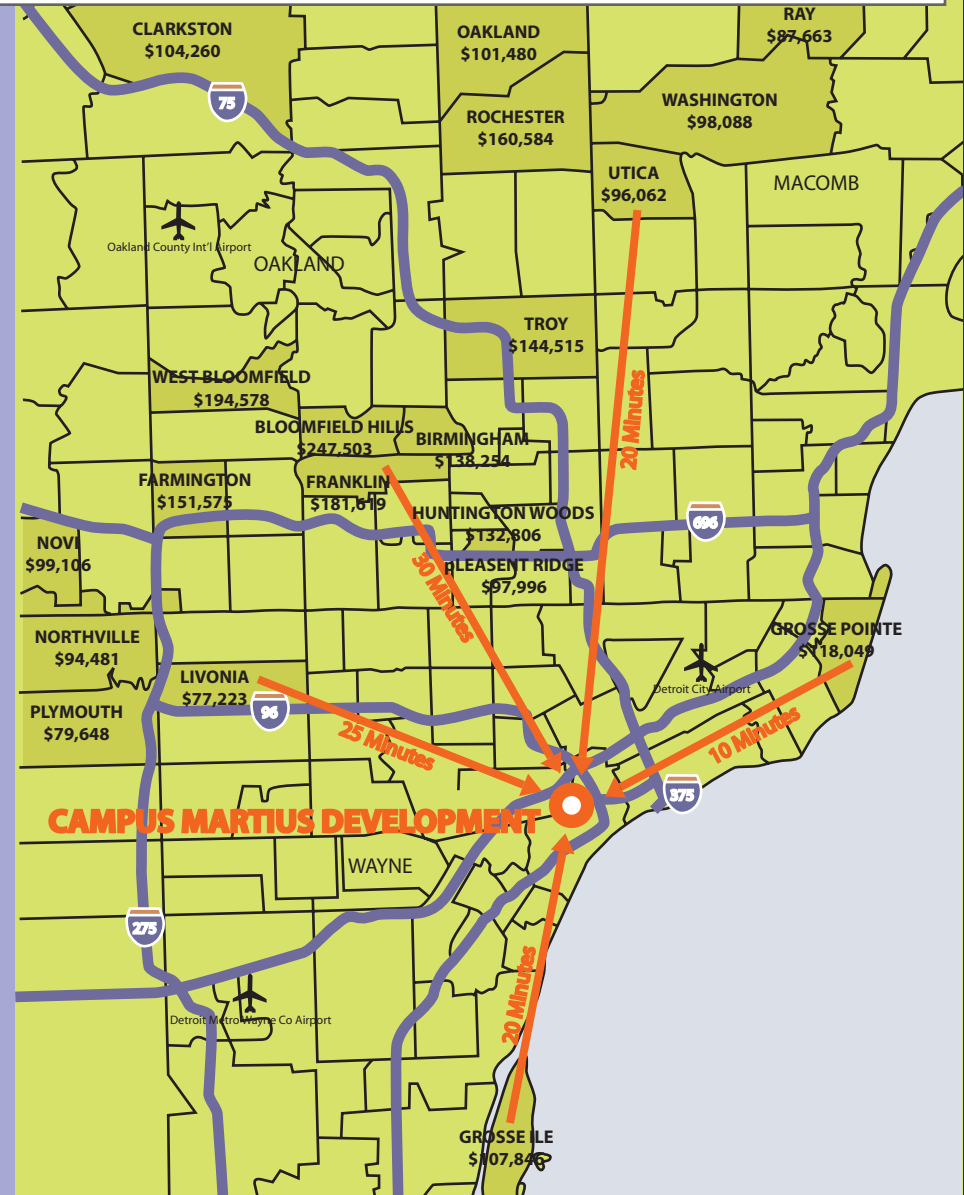 CLARKSTON
$104,260
OAKLAND
$101,480
RAY
$87,663
75
ROCHESTER
$160,584
WASHINGTON
$98,088
UTICA
$96,062
MACOMB
Oakland County Int'l Airport
OAKLAND
TROY
$144,515
WEST BLOOMFIELD
$194,578
20 Minutes
BLOOMFIELD HILLS
$247,503
BIRMINGHAM
$138,254
FARMINGTON
$151,575
FRANKLIN
$181,619
HUNTINGTON WOODS
$132,806
696
NOVI
$99,106
30 Minutes
pLEASENT RIDGE
$97,996
NORTHVILLE
$94,481
GROSSE POINTE
$118,049
LIVONIA
$77,223
Detroit City Airport
96
PLYMOUTH
$79,648
25 Minutes
10 Minutes
375
CAMPUS MARTIUS DEVELOPMENT
WAYNE
275
20 Minutes
Detroit Metro Wayne Co Airport
GROSSE ILE
$107,846